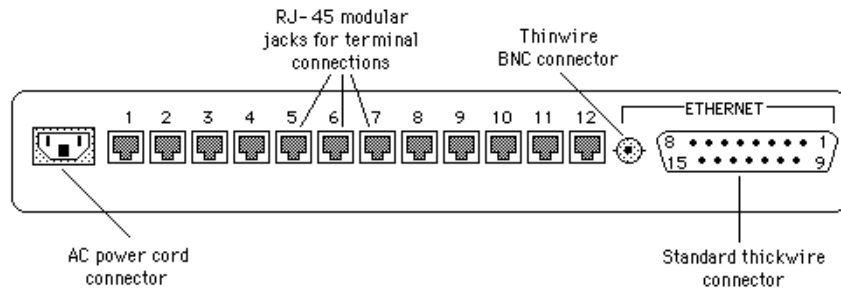 RJ-45 modular
jacks for terminal
connections
Thinwire
BNC connector
ETHERNET
1 2 3 4 5 6 7 8 9 10 11 12
8 1
15 9
AC power cord
connector
Standard thickwire
connector